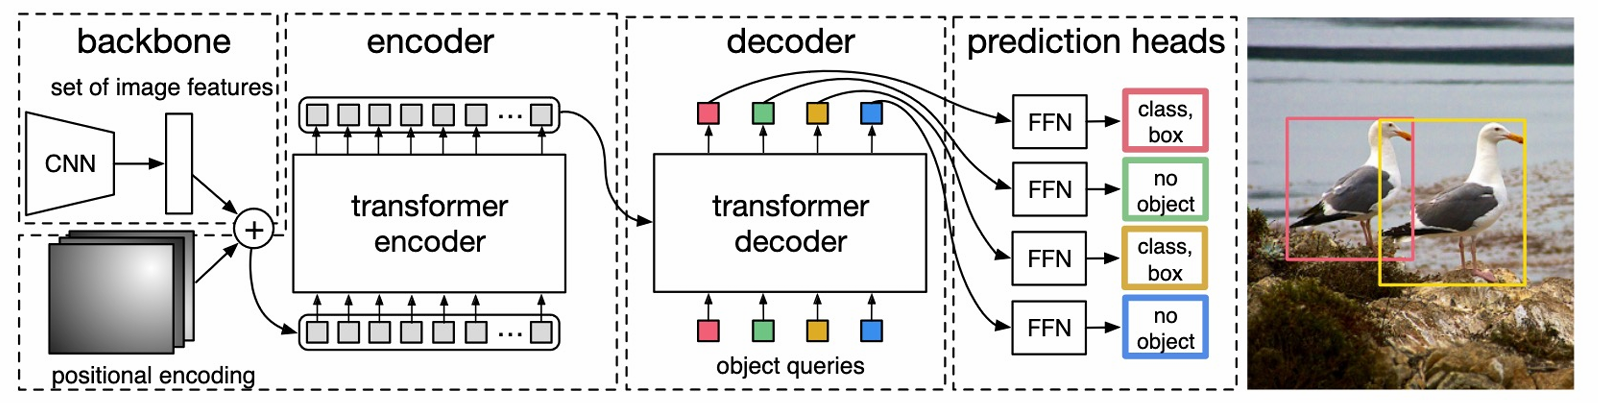 backbone
set of image features
CNN
+
positional encoding
encoder
...
transformer
encoder
...
decoder
transformer
decoder
object queries
prediction heads
FFN
class,
box
FFN
no
object
FFN
class,
box
FFN
no
object